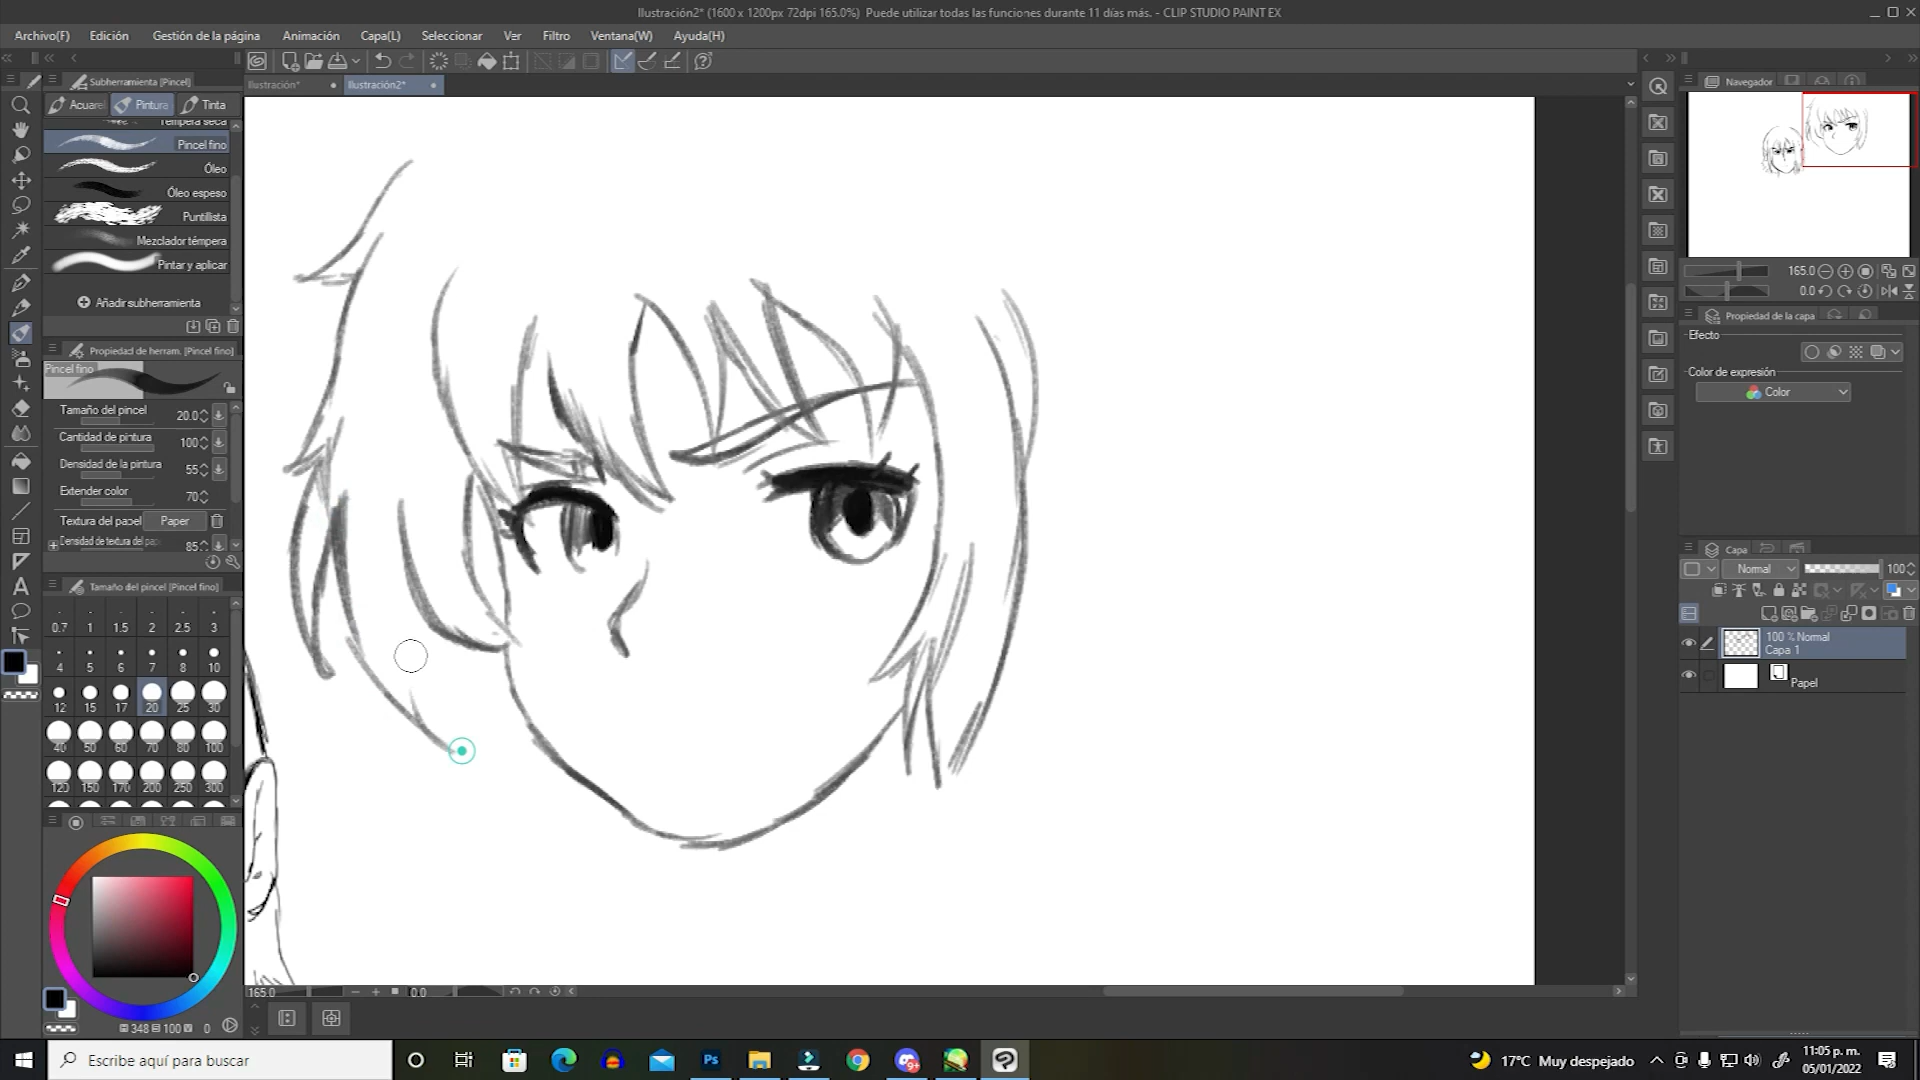 Ilustración2* (1600 x 1200px 72dpi 165.0%) Puede utilizar todas las funciones durante 11 días más. - CLIP STUDIO PAINT EX
Archivo(F) Edición Gestión de la página Animación Capa(L) Seleccionar Ver Filtro Ventana(W) Ayuda(H)
Subherramienta [Pincel]
Ilustración* Ilustración2*
Navegador
Acuarel Pintura Tinta
Tempera seca
Pincel fino
Óleo
Óleo espeso
Puntillista
Mezclador témpera
Pintar y aplicar
Añadir subherramienta
165.0
0.0
Propiedad de la capa
Efecto
Color de expresión
Color
Propiedad de herram. [Pincel fino]
Pincel fino
Tamaño del pincel 20.0
Cantidad de pintura 100
Densidad de la pintura 55
Extender color 70
Textura del papel Paper
Densidad de textura del pape 85
Tamaño del pincel [Pincel fino]
0.7 1 1.5 2 2.5 3
4 5 6 7 8 10
12 15 17 20 25 30
40 50 60 70 80 100
120 150 170 200 250 300
Capa
Normal 100
100 % Normal
Capa 1
Papel
165.0 0.0
348 100 0
Escribe aquí para buscar
Ps
9+
17°C Muy despejado
11:05 p. m.
05/01/2022